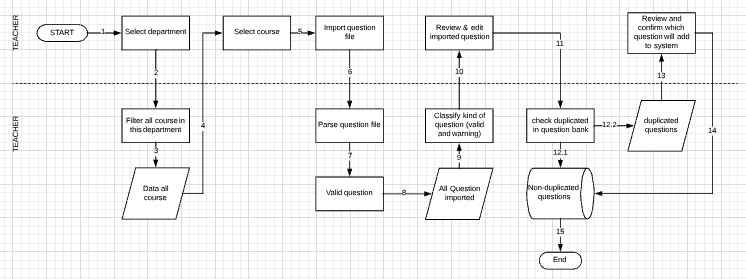 TEACHER
START
1
Select department
Select course
5
Import question
file
Review & edit
imported question
11
Review and
confirm which
question will add
to system
2
4
6
10
13
TEACHER
Filter all course in
this department
Parse question file
Classify kind of
question (valid
and warning)
check duplicated
in question bank
12.2
duplicated
questions
14
3
7
9
12.1
Data all
course
Valid question
8
All Question
imported
Non-duplicated
questions
15
End